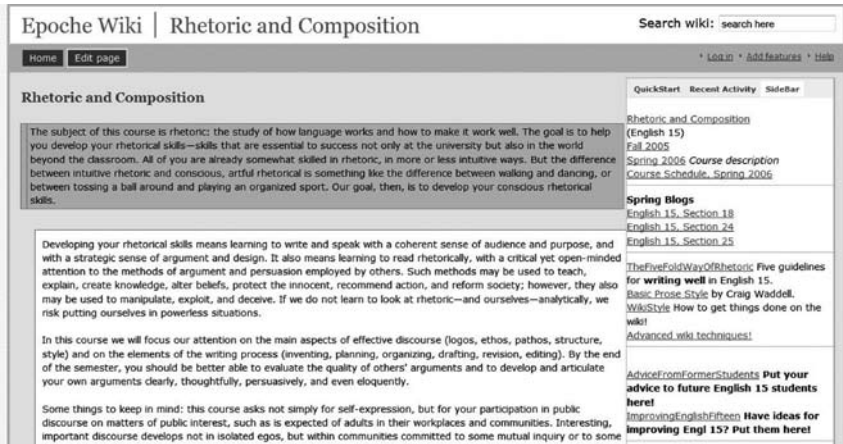 Epoche Wiki | Rhetoric and Composition
Search wiki: search here
Home Edit page
• Log in • Add features • Help
Rhetoric and Composition
The subject of this course is rhetoric: the study of how language works and how to make it work well. The goal is to help
you develop your rhetorical skills—skills that are essential to success not only at the university but also in the world
beyond the classroom. All of you are already somewhat skilled in rhetoric, in more or less intuitive ways. But the difference
between intuitive rhetoric and conscious, artful rhetorical is something like the difference between walking and dancing, or
between tossing a ball around and playing an organized sport. Our goal, then, is to develop your conscious rhetorical
skills.
Developing your rhetorical skills means learning to write and speak with a coherent sense of audience and purpose, and
with a strategic sense of argument and design. It also means learning to read rhetorically, with a critical yet open-minded
attention to the methods of argument and persuasion employed by others. Such methods may be used to teach,
explain, create knowledge, alter beliefs, protect the innocent, recommend action, and reform society; however, they also
may be used to manipulate, exploit, and deceive. If we do not learn to look at rhetoric—and ourselves—analytically, we
risk putting ourselves in powerless situations.
In this course we will focus our attention on the main aspects of effective discourse (logos, ethos, pathos, structure,
style) and on the elements of the writing process (inventing, planning, organizing, drafting, revision, editing). By the end
of the semester, you should be better able to evaluate the quality of others' arguments and to develop and articulate
your own arguments clearly, thoughtfully, persuasively, and even eloquently.
Some things to keep in mind: this course asks not simply for self-expression, but for your participation in public
discourse on matters of public interest, such as is expected of adults in their workplaces and communities. Interesting,
important discourse develops not in isolated egos, but within communities committed to some mutual inquiry or to some
QuickStart Recent Activity SideBar
Rhetoric and Composition
(English 15)
Fall 2005
Spring 2006 Course description
Course Schedule, Spring 2006
Spring Blogs
English 15, Section 18
English 15, Section 24
English 15, Section 25
TheFiveFoldWayOfRhetoric Five guidelines
for writing well in English 15.
Basic Prose Style by Craig Waddell.
WikiStyle How to get things done on the
wiki!
Advanced wiki techniques!
AdviceFromFormerStudents Put your
advice to future English 15 students
here!
ImprovingEnglishFifteen Have ideas for
improving Engl 15? Put them here!